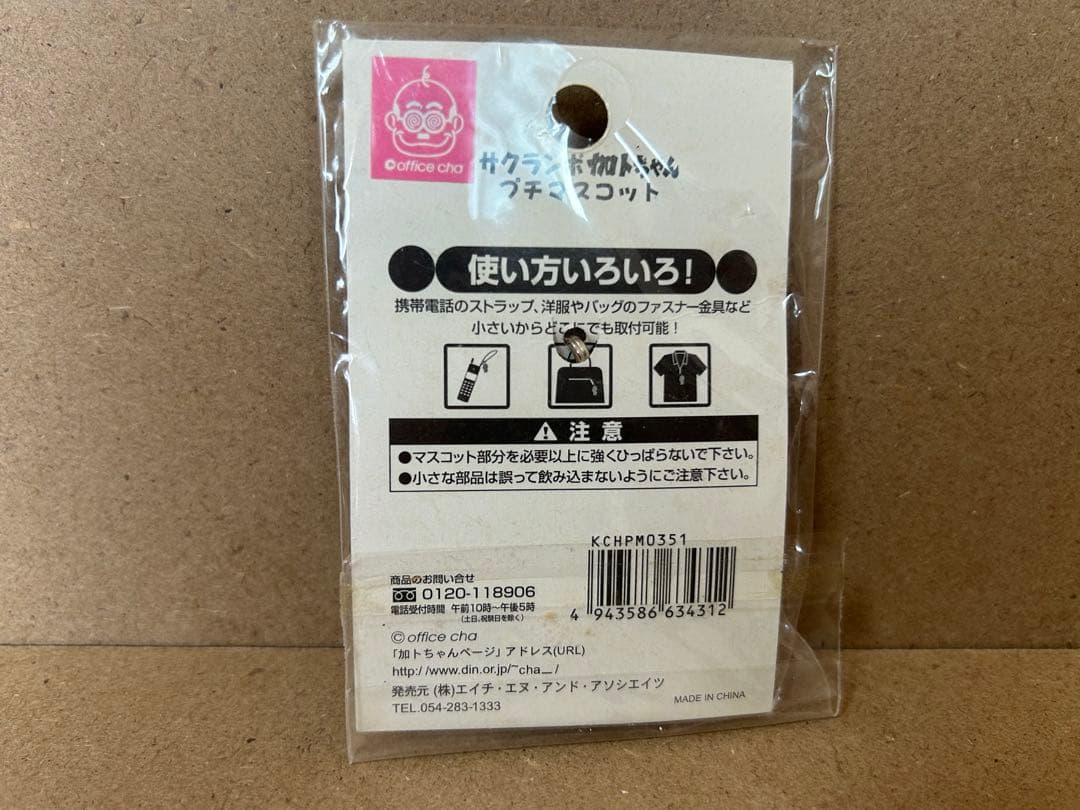 ©office cha
サクランボ加トちゃん
プチマスコット
使い方いろいろ!
携帯電話のストラップ、洋服やバッグのファスナー金具など
小さいからどこにでも取付可能!
注意
●マスコット部分を必要以上に強くひっぱらないで下さい。
●小さな部品は誤って飲み込まないようにご注意下さい。
KCHPM0351
4 943586 634312
商品のお問い合せ
0120-118906
電話受付時間 午前10時〜午後5時
(土日、祝祭日を除く)
©office cha
「加トちゃんページ」アドレス(URL)
http://www.din.or.jp/~cha_/
発売元 (株)エイチ・エヌ・アンド・アソシエイツ
TEL.054-283-1333
MADE IN CHINA